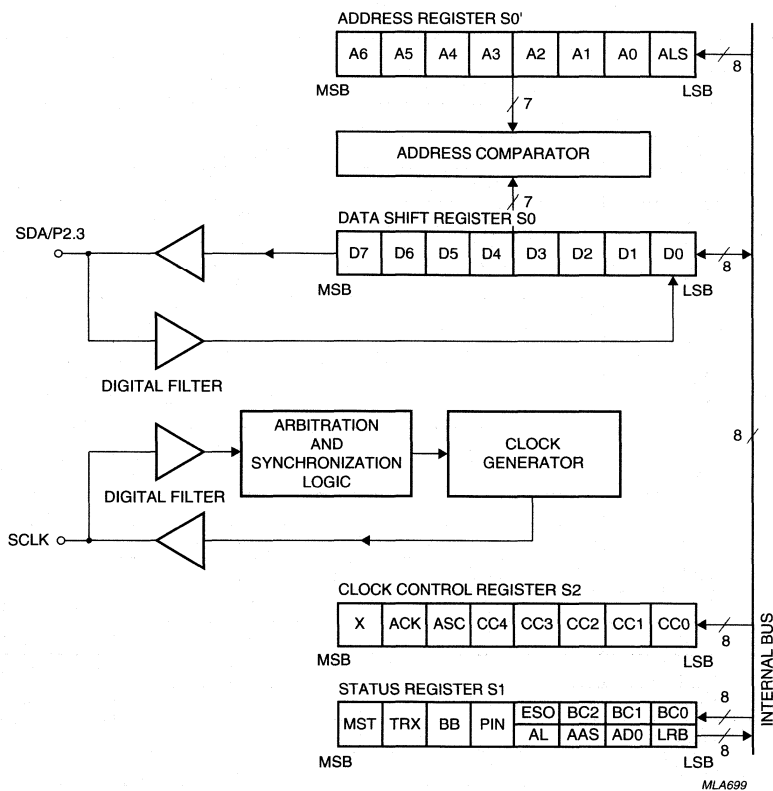 ADDRESS REGISTER S0'
A6 A5 A4 A3 A2 A1 A0 ALS
8
MSB LSB
7
ADDRESS COMPARATOR
7
DATA SHIFT REGISTER S0
SDA/P2.3
D7 D6 D5 D4 D3 D2 D1 D0
8
MSB LSB
DIGITAL FILTER
ARBITRATION
AND
SYNCHRONIZATION
LOGIC
CLOCK
GENERATOR
8
DIGITAL FILTER
SCLK
CLOCK CONTROL REGISTER S2
X ACK ASC CC4 CC3 CC2 CC1 CC0
8
MSB LSB
INTERNAL BUS
STATUS REGISTER S1
8
MST TRX BB PIN
ESO BC2 BC1 BC0
AL AAS AD0 LRB
8
MSB LSB
MLA699